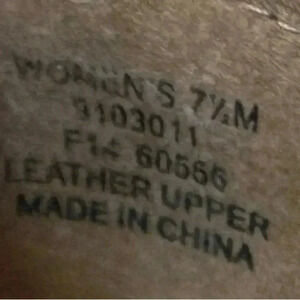 WOMEN'S 7½M
9103011
F14 60566
LEATHER UPPER
MADE IN CHINA